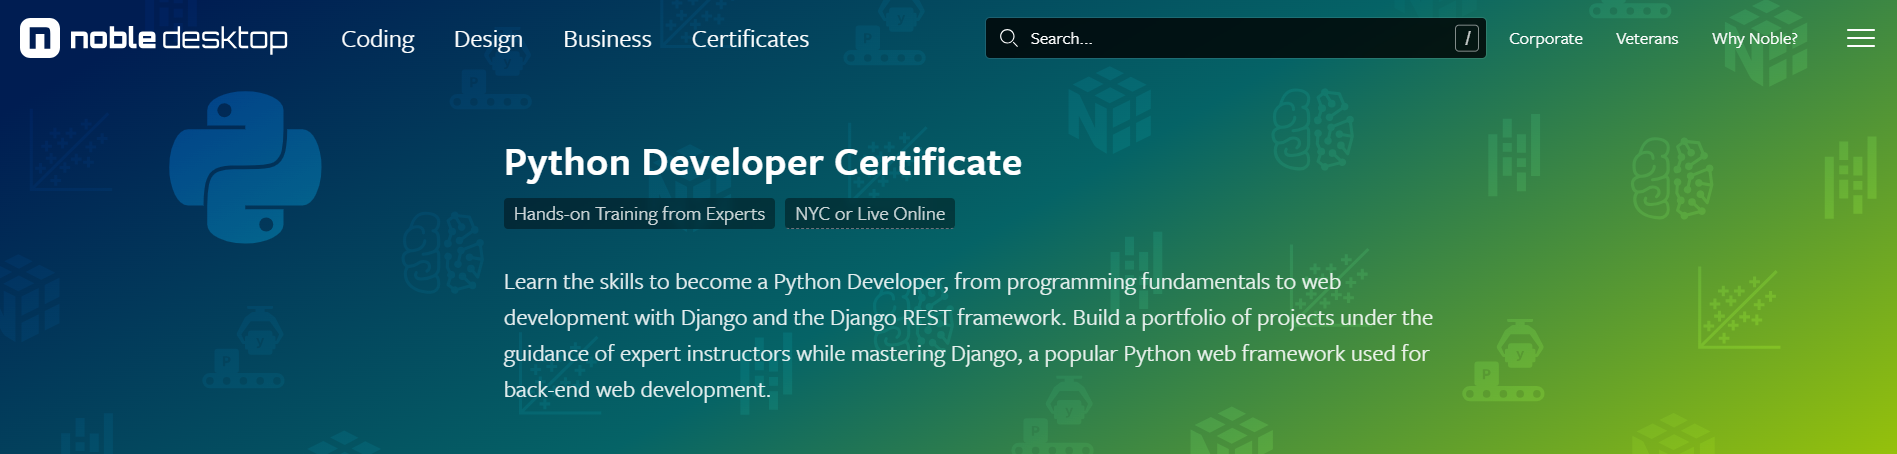 noble desktop
Coding
Design
Business
Certificates
Search...
/
Corporate
Veterans
Why Noble?
Python Developer Certificate
Hands-on Training from Experts
NYC or Live Online
Learn the skills to become a Python Developer, from programming fundamentals to web
development with Django and the Django REST framework. Build a portfolio of projects under the
guidance of expert instructors while mastering Django, a popular Python web framework used for
back-end web development.